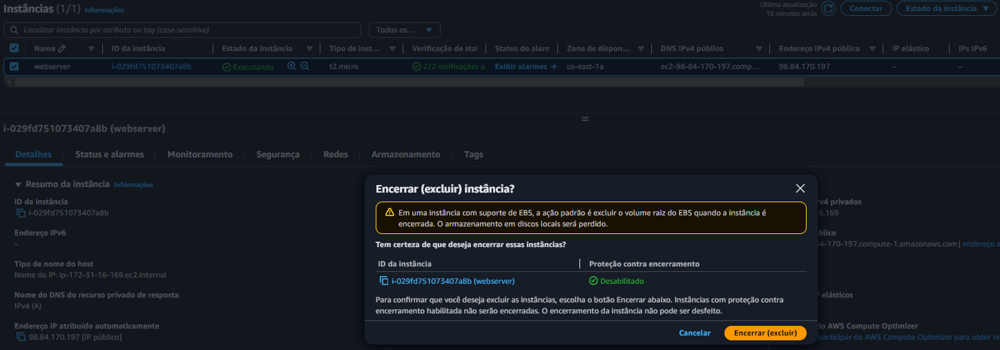 Instâncias (1/1) Informações
Última atualização
18 minutes atrás
Conectar
Estado da instância
Localizar Instância por atributo ou tag (case-sensitive)
Todos os ...
Name ID da instância Estado da instância Tipo de inst... Verificação de stat Status do alarm Zona de dispon... DNS IPv4 público Endereço IPv4 público IP elástico IPs IPv6
webserver i-029fd751073407a8b Executando t2.micro 2/2 verificações a Exibir alarmes + us-east-1a ec2-98-84-170-197.comp... 98.84.170.197 – –
i-029fd751073407a8b (webserver)
Detalhes Status e alarmes Monitoramento Segurança Redes Armazenamento Tags
Resumo da instância Informações
ID da instância
i-029fd751073407a8b
Endereço IPv6
–
Tipo de nome do host
Nome do IP: ip-172-31-16-169.ec2.internal
Nome do DNS do recurso privado de resposta
IPv4 (A)
Endereço IP atribuído automaticamente
98.84.170.197 [IP público]
Encerrar (excluir) instância?
Em uma instância com suporte de EBS, a ação padrão é excluir o volume raiz do EBS quando a instância é
encerrada. O armazenamento em discos locais será perdido.
Tem certeza de que deseja encerrar essas instâncias?
ID da instância Proteção contra encerramento
i-029fd751073407a8b (webserver) Desabilitado
Para confirmar que você deseja excluir as instâncias, escolha o botão Encerrar abaixo. Instâncias com proteção contra
encerramento habilitada não serão encerradas. O encerramento da instância não pode ser desfeito.
Cancelar Encerrar (excluir)
v4 privados
6.169
blico
4-170-197.compute-1.amazonaws.com | endereço a
elásticos
do AWS Compute Optimizer
participar do AWS Compute Optimizer para obter re